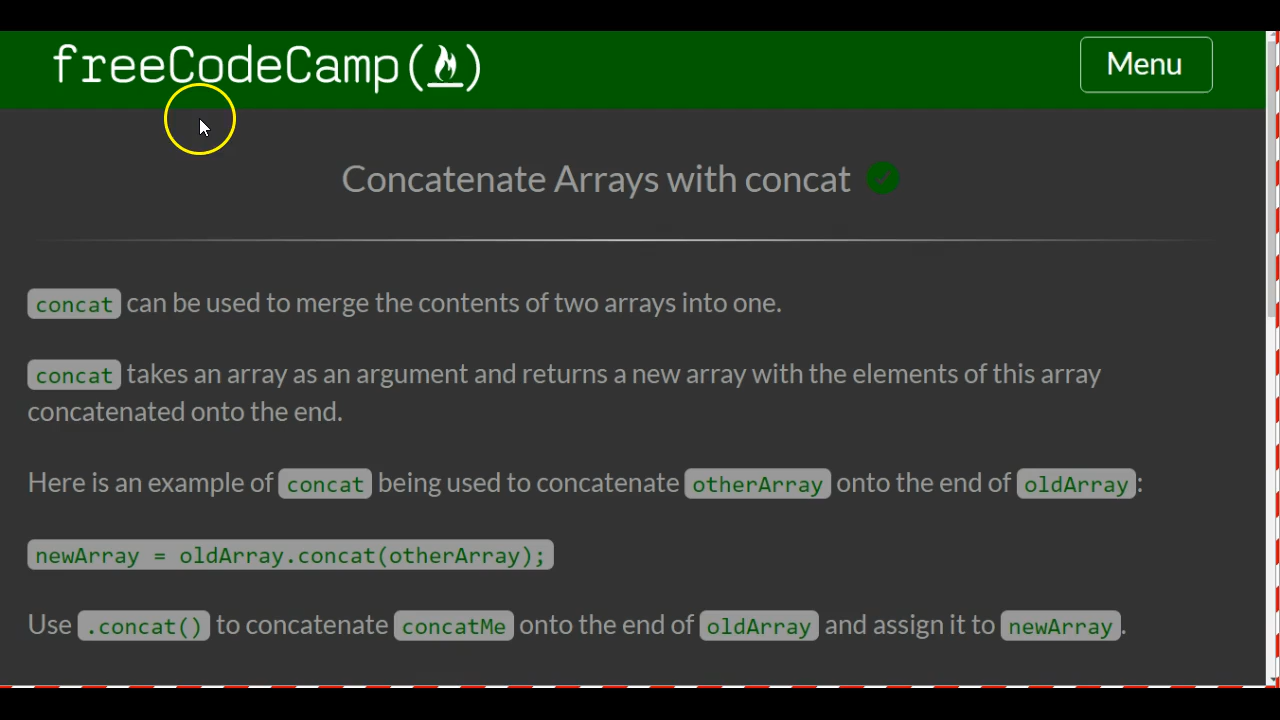 freeCodeCamp
Menu
Concatenate Arrays with concat
concat can be used to merge the contents of two arrays into one.
concat takes an array as an argument and returns a new array with the elements of this array
concatenated onto the end.
Here is an example of concat being used to concatenate otherArray onto the end of oldArray:
newArray = oldArray.concat(otherArray);
Use .concat() to concatenate concatMe onto the end of oldArray and assign it to newArray.